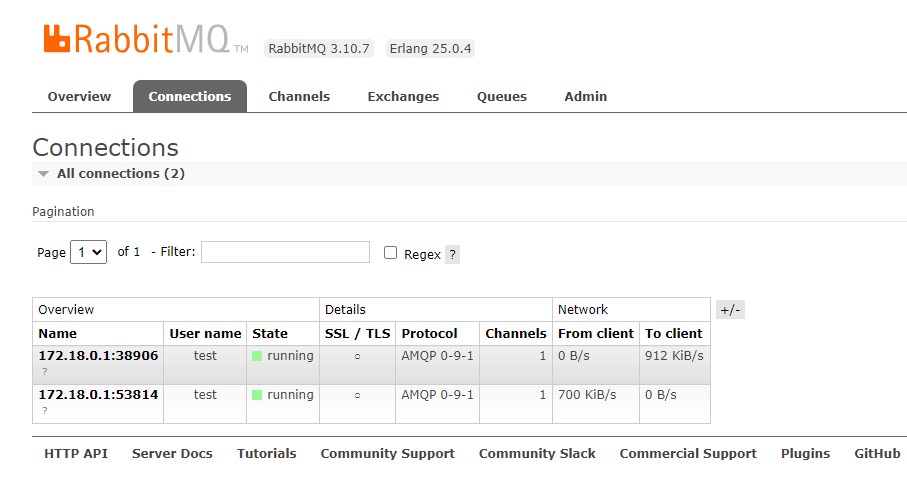 RabbitMQ TM RabbitMQ 3.10.7 Erlang 25.0.4
Overview Connections Channels Exchanges Queues Admin
Connections
All connections (2)
Pagination
Page 1 of 1 - Filter: Regex ?
Overview Details Network +/-
Name User name State SSL / TLS Protocol Channels From client To client
172.18.0.1:38906 test running ○ AMQP 0-9-1 1 0 B/s 912 KiB/s
?
172.18.0.1:53814 test running ○ AMQP 0-9-1 1 700 KiB/s 0 B/s
?
HTTP API Server Docs Tutorials Community Support Community Slack Commercial Support Plugins GitHub